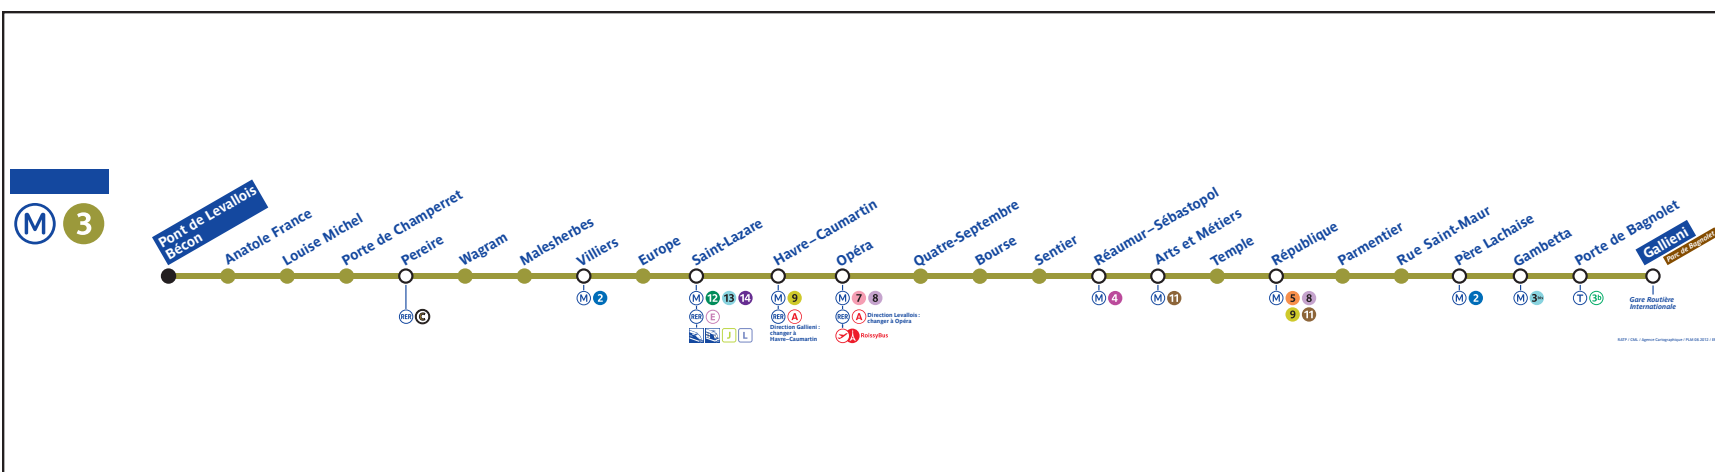 M 3
Pont de Levallois
Bécon
Anatole France
Louise Michel
Porte de Champerret
Pereire
Wagram
Malesherbes
Villiers
Europe
Saint-Lazare
Havre–Caumartin
Opéra
Quatre-Septembre
Bourse
Sentier
Réaumur–Sébastopol
Arts et Métiers
Temple
République
Parmentier
Rue Saint-Maur
Père Lachaise
Gambetta
Porte de Bagnolet
Gallieni
Parc de Bagnolet
RER C
M 2
M 12 13 14
RER E
J L
M 9
RER A
Direction Gallieni :
changer à
Havre–Caumartin
M 7 8
RER A
Direction Levallois :
changer à Opéra
RoissyBus
M 4
M 11
M 5 8
9 11
M 2
M 3bis
T 3b
Gare Routière
Internationale